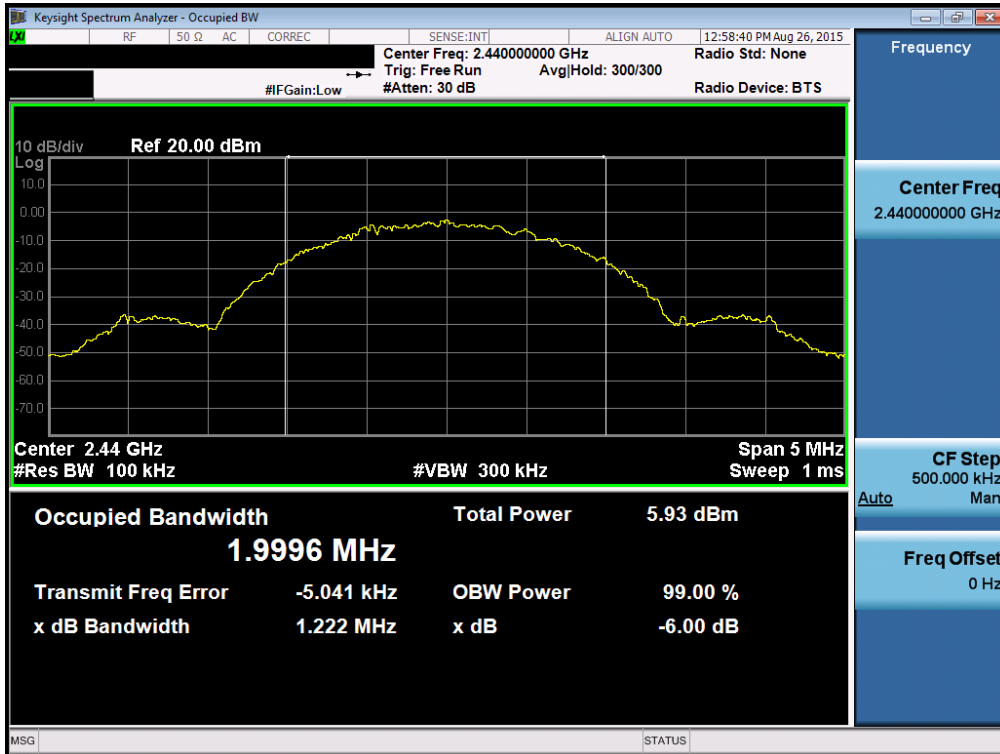 Keysight Spectrum Analyzer - Occupied BW
LXI RF 50 Ω AC CORREC SENSE:INT ALIGN AUTO 12:58:40 PM Aug 26, 2015
Center Freq: 2.440000000 GHz Radio Std: None
Trig: Free Run Avg|Hold: 300/300
#IFGain:Low #Atten: 30 dB Radio Device: BTS
10 dB/div Ref 20.00 dBm
Log
10.0
0.00
-10.0
-20.0
-30.0
-40.0
-50.0
-60.0
-70.0
Center 2.44 GHz Span 5 MHz
#Res BW 100 kHz #VBW 300 kHz Sweep 1 ms
Occupied Bandwidth Total Power 5.93 dBm
1.9996 MHz
Transmit Freq Error -5.041 kHz OBW Power 99.00 %
x dB Bandwidth 1.222 MHz x dB -6.00 dB
MSG STATUS
Frequency
Center Freq
2.440000000 GHz
CF Step
500.000 kHz
Auto Man
Freq Offset
0 Hz